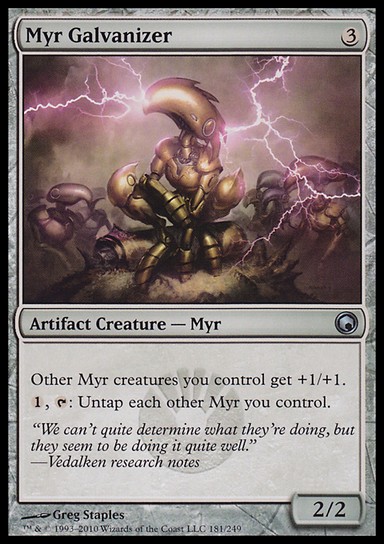 Myr Galvanizer 3
Artifact Creature — Myr
Other Myr creatures you control get +1/+1.
1, : Untap each other Myr you control.
“We can't quite determine what they're doing, but
they seem to be doing it quite well.”
—Vedalken research notes
Greg Staples
™ & © 1993–2010 Wizards of the Coast LLC 181/249
2/2